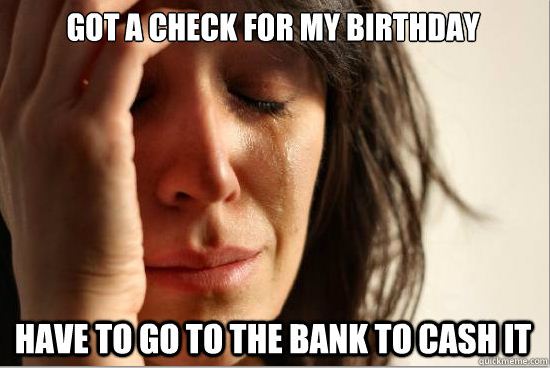 GOT A CHECK FOR MY BIRTHDAY
HAVE TO GO TO THE BANK TO CASH IT
quickmeme.com